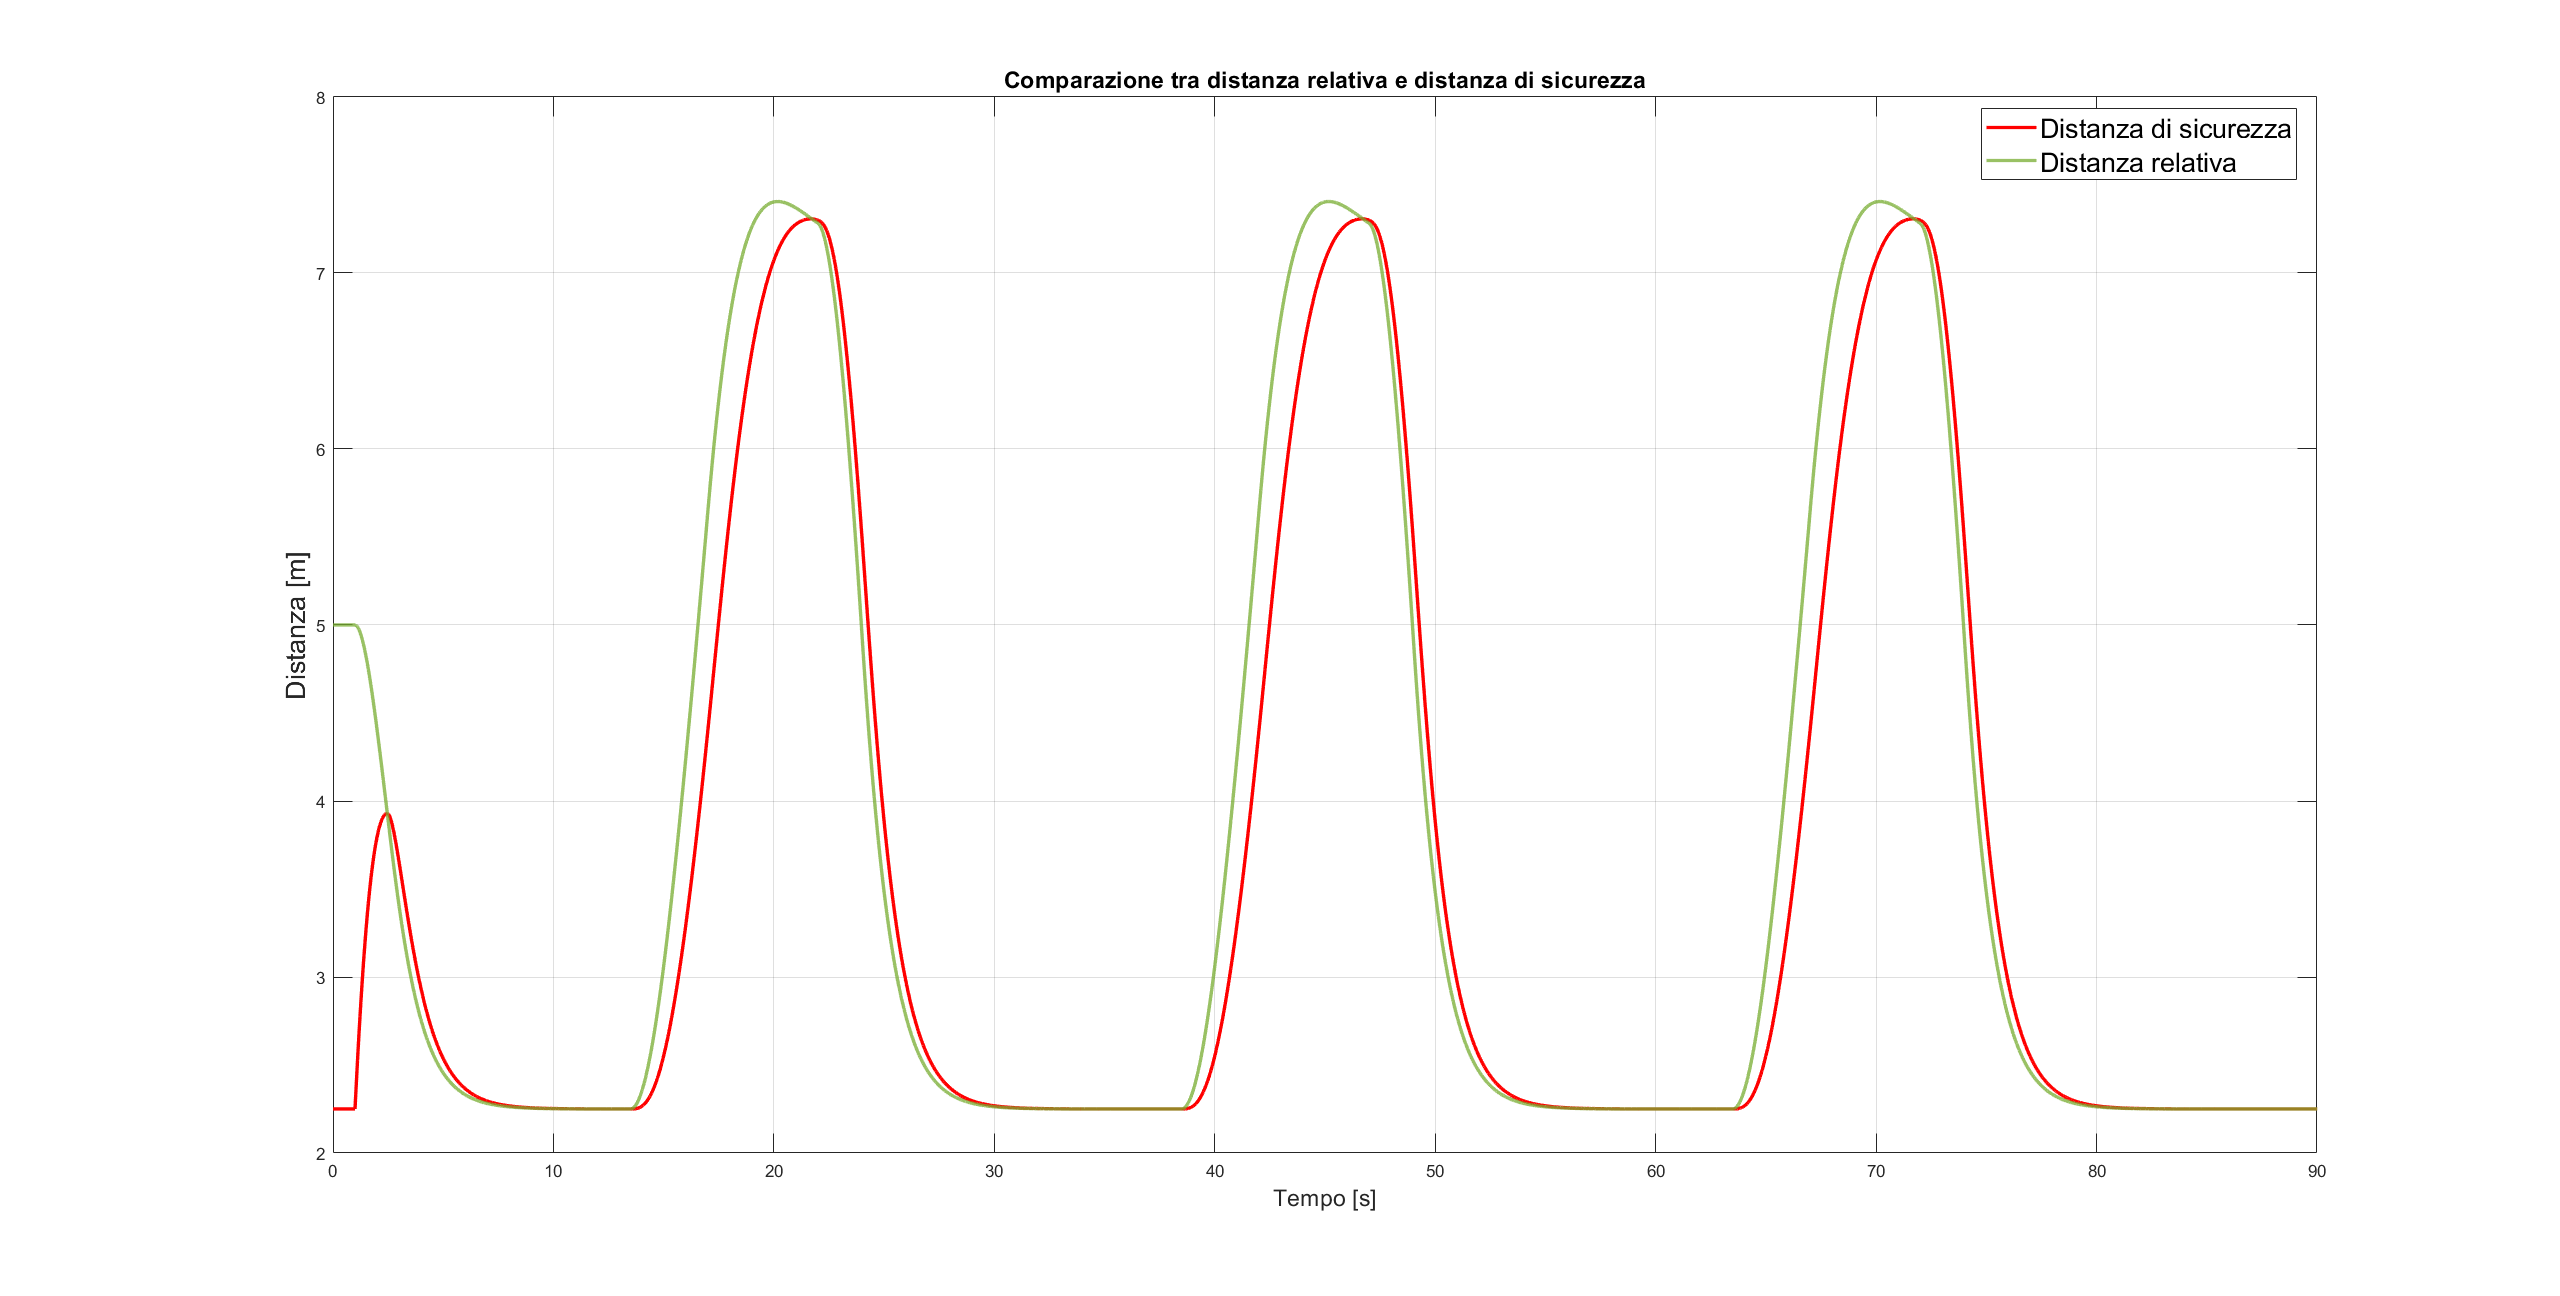 Comparazione tra distanza relativa e distanza di sicurezza
Distanza di sicurezza
Distanza relativa
Distanza [m]
8
7
6
5
4
3
2
0 10 20 30 40 50 60 70 80 90
Tempo [s]